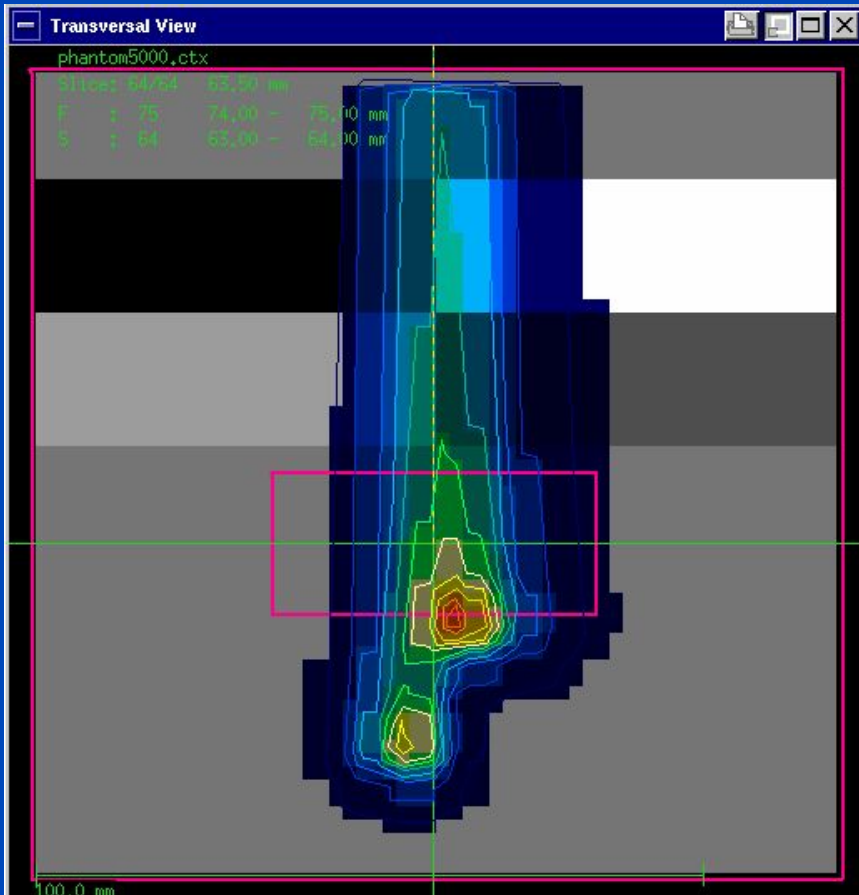 Transversal View
phantom5000.ctx
Slice: 64/64 63.50 mm
F : 75 74.00 - 75.00 mm
S : 64 63.00 - 64.00 mm
100.0 mm